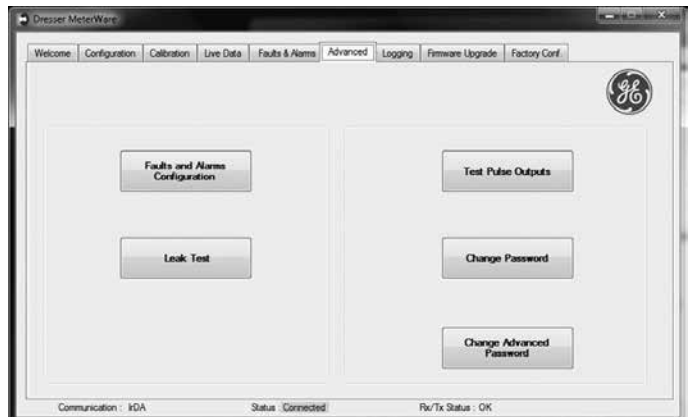 Dresser MeterWare
Welcome Configuration Calibration Live Data Faults & Alarms Advanced Logging Firmware Upgrade Factory Conf.
GE
Faults and Alarms
Configuration
Test Pulse Outputs
Leak Test
Change Password
Change Advanced
Password
Communication : IrDA Status : Connected Rx/Tx Status : OK